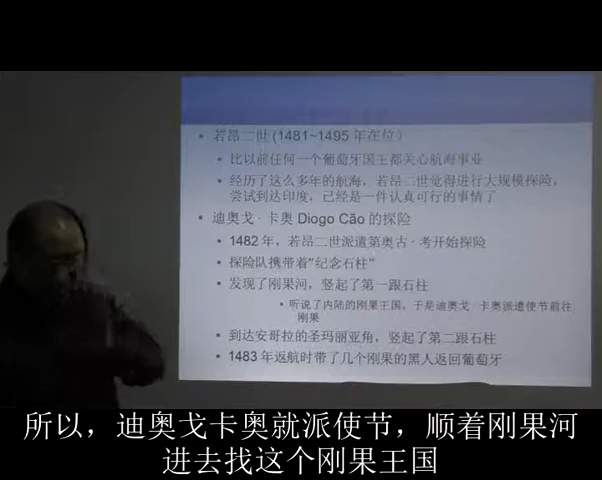 若昂二世 (1481~1495 年在位)
比以前任何一个葡萄牙国王都关心航海事业
经历了这么多年的航海，若昂二世觉得进行大规模探险，
尝试到达印度，已经是一件认真可行的事情了
迪奥戈·卡奥 Diogo Cão 的探险
1482 年，若昂二世派遣第奥古·考开始探险
探险队携带着“纪念石柱”
发现了刚果河，竖起了第一跟石柱
听说了内陆的刚果王国，于是迪奥戈·卡奥派遣使节前往
刚果
到达安哥拉的圣玛丽亚角，竖起了第二跟石柱
1483 年返航时带了几个刚果的黑人返回葡萄牙
所以，迪奥戈卡奥就派使节，顺着刚果河
进去找这个刚果王国